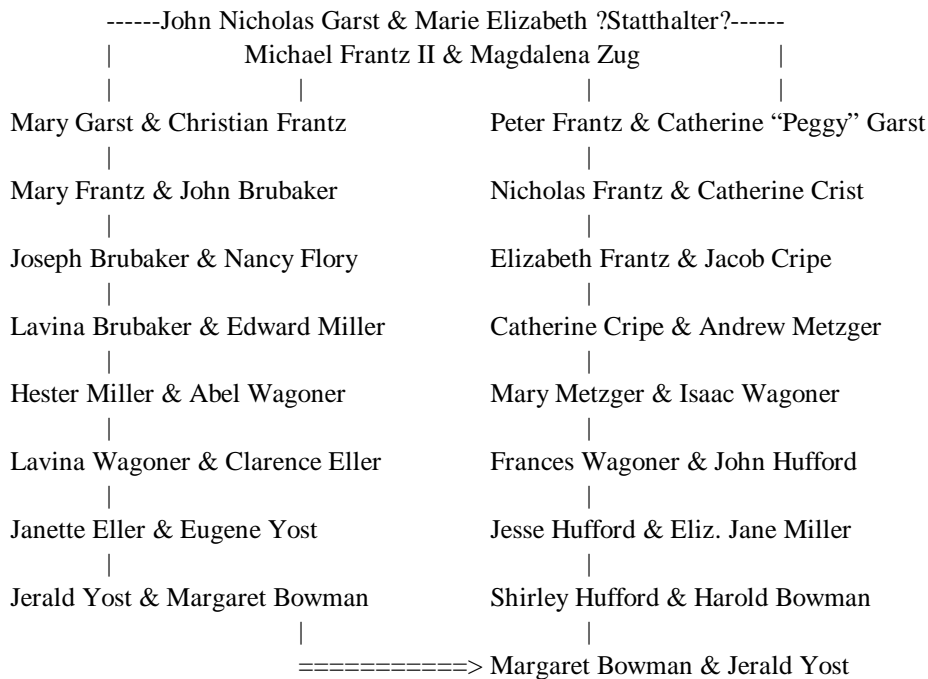 ------John Nicholas Garst & Marie Elizabeth ?Statthalter?------
| Michael Frantz II & Magdalena Zug |
| | | |
Mary Garst & Christian Frantz Peter Frantz & Catherine “Peggy” Garst
| |
Mary Frantz & John Brubaker Nicholas Frantz & Catherine Crist
| |
Joseph Brubaker & Nancy Flory Elizabeth Frantz & Jacob Cripe
| |
Lavina Brubaker & Edward Miller Catherine Cripe & Andrew Metzger
| |
Hester Miller & Abel Wagoner Mary Metzger & Isaac Wagoner
| |
Lavina Wagoner & Clarence Eller Frances Wagoner & John Hufford
| |
Janette Eller & Eugene Yost Jesse Hufford & Eliz. Jane Miller
| |
Jerald Yost & Margaret Bowman Shirley Hufford & Harold Bowman
| |
===========> Margaret Bowman & Jerald Yost